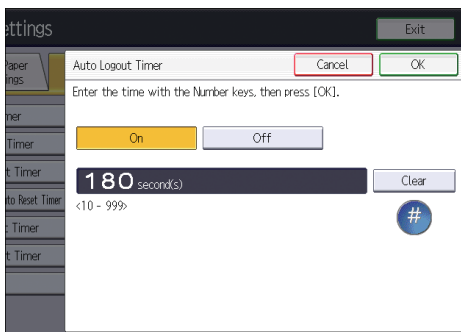 ettings
Exit
Paper
ings
Auto Logout Timer
Cancel
OK
Enter the time with the Number keys, then press [OK].
mer
Timer
On
Off
t Timer
180 second(s)
Clear
uto Reset Timer
<10 - 999>
#
: Timer
t Timer